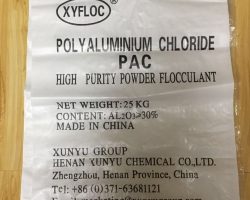 XYFLOC ®
POLYALUMINIUM CHLORIDE
PAC
HIGH PURITY POWDER FLOCCULANT
NET WEIGHT: 25 KG
CONTENT: AL2O3≥30%
MADE IN CHINA
XUNYU GROUP
HENAN XUNYU CHEMICAL CO.,LTD.
Zhengzhou, Henan Province, China
Tel: +86 (0)371-63681121